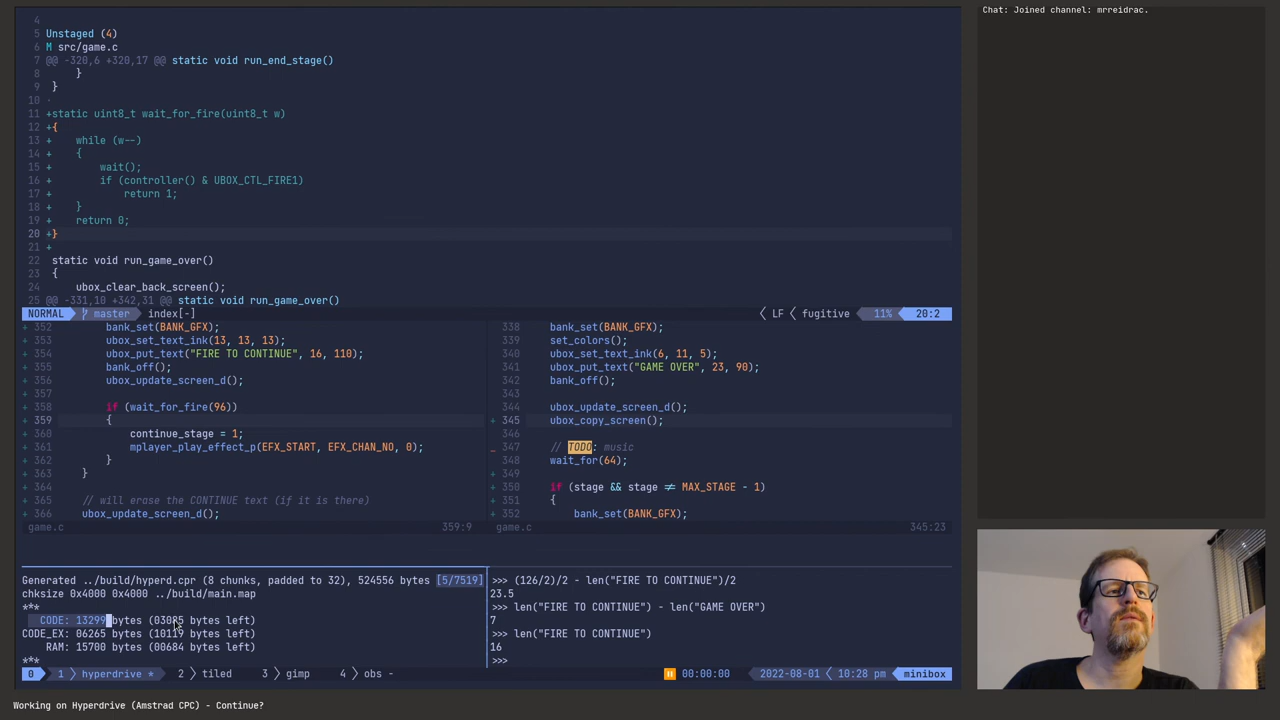 Chat: Joined channel: mrreidrac.
4
5 Unstaged (4)
6 M src/game.c
7 @@ -320,6 +320,17 @@ static void run_end_stage()
8     }
9 }
10
11 +static uint8_t wait_for_fire(uint8_t w)
12 +{
13 +   while (w--)
14 +   {
15 +       wait();
16 +       if (controller() & UBOX_CTL_FIRE1)
17 +           return 1;
18 +   }
19 +   return 0;
20 +}
21 +
22 static void run_game_over()
23 {
24     ubox_clear_back_screen();
25 @@ -331,10 +342,31 @@ static void run_game_over()
NORMAL master index[-] LF fugitive 11% 20:2
+ 352 bank_set(BANK_GFX);
+ 353 ubox_set_text_ink(13, 13, 13);
+ 354 ubox_put_text("FIRE TO CONTINUE", 16, 110);
+ 355 bank_off();
+ 356 ubox_update_screen_d();
+ 357
+ 358 if (wait_for_fire(96))
+ 359 {
+ 360 continue_stage = 1;
+ 361 mplayer_play_effect_p(EFX_START, EFX_CHAN_NO, 0);
+ 362 }
+ 363 }
+ 364
+ 365 // will erase the CONTINUE text (if it is there)
+ 366 ubox_update_screen_d();
game.c 359:9
338 bank_set(BANK_GFX);
339 set_colors();
340 ubox_set_text_ink(6, 11, 5);
341 ubox_put_text("GAME OVER", 23, 90);
342 bank_off();
343
344 ubox_update_screen_d();
+ 345 ubox_copy_screen();
346
_ 347 // TODO: music
348 wait_for(64);
+ 349
+ 350 if (stage && stage ≠ MAX_STAGE - 1)
+ 351 {
+ 352 bank_set(BANK_GFX);
game.c 345:23
Generated ../build/hyperd.cpr (8 chunks, padded to 32), 524556 bytes [5/7519]
chksize 0x4000 0x4000 ../build/main.map
***
CODE: 13299 bytes (03085 bytes left)
CODE_EX: 06265 bytes (10119 bytes left)
RAM: 15700 bytes (00684 bytes left)
***
>>> (126/2)/2 - len("FIRE TO CONTINUE")/2
23.5
>>> len("FIRE TO CONTINUE") - len("GAME OVER")
7
>>> len("FIRE TO CONTINUE")
16
>>>
0 1 hyperdrive * 2 tiled 3 gimp 4 obs - 00:00:00 2022-08-01 10:28 pm minibox
Working on Hyperdrive (Amstrad CPC) - Continue?